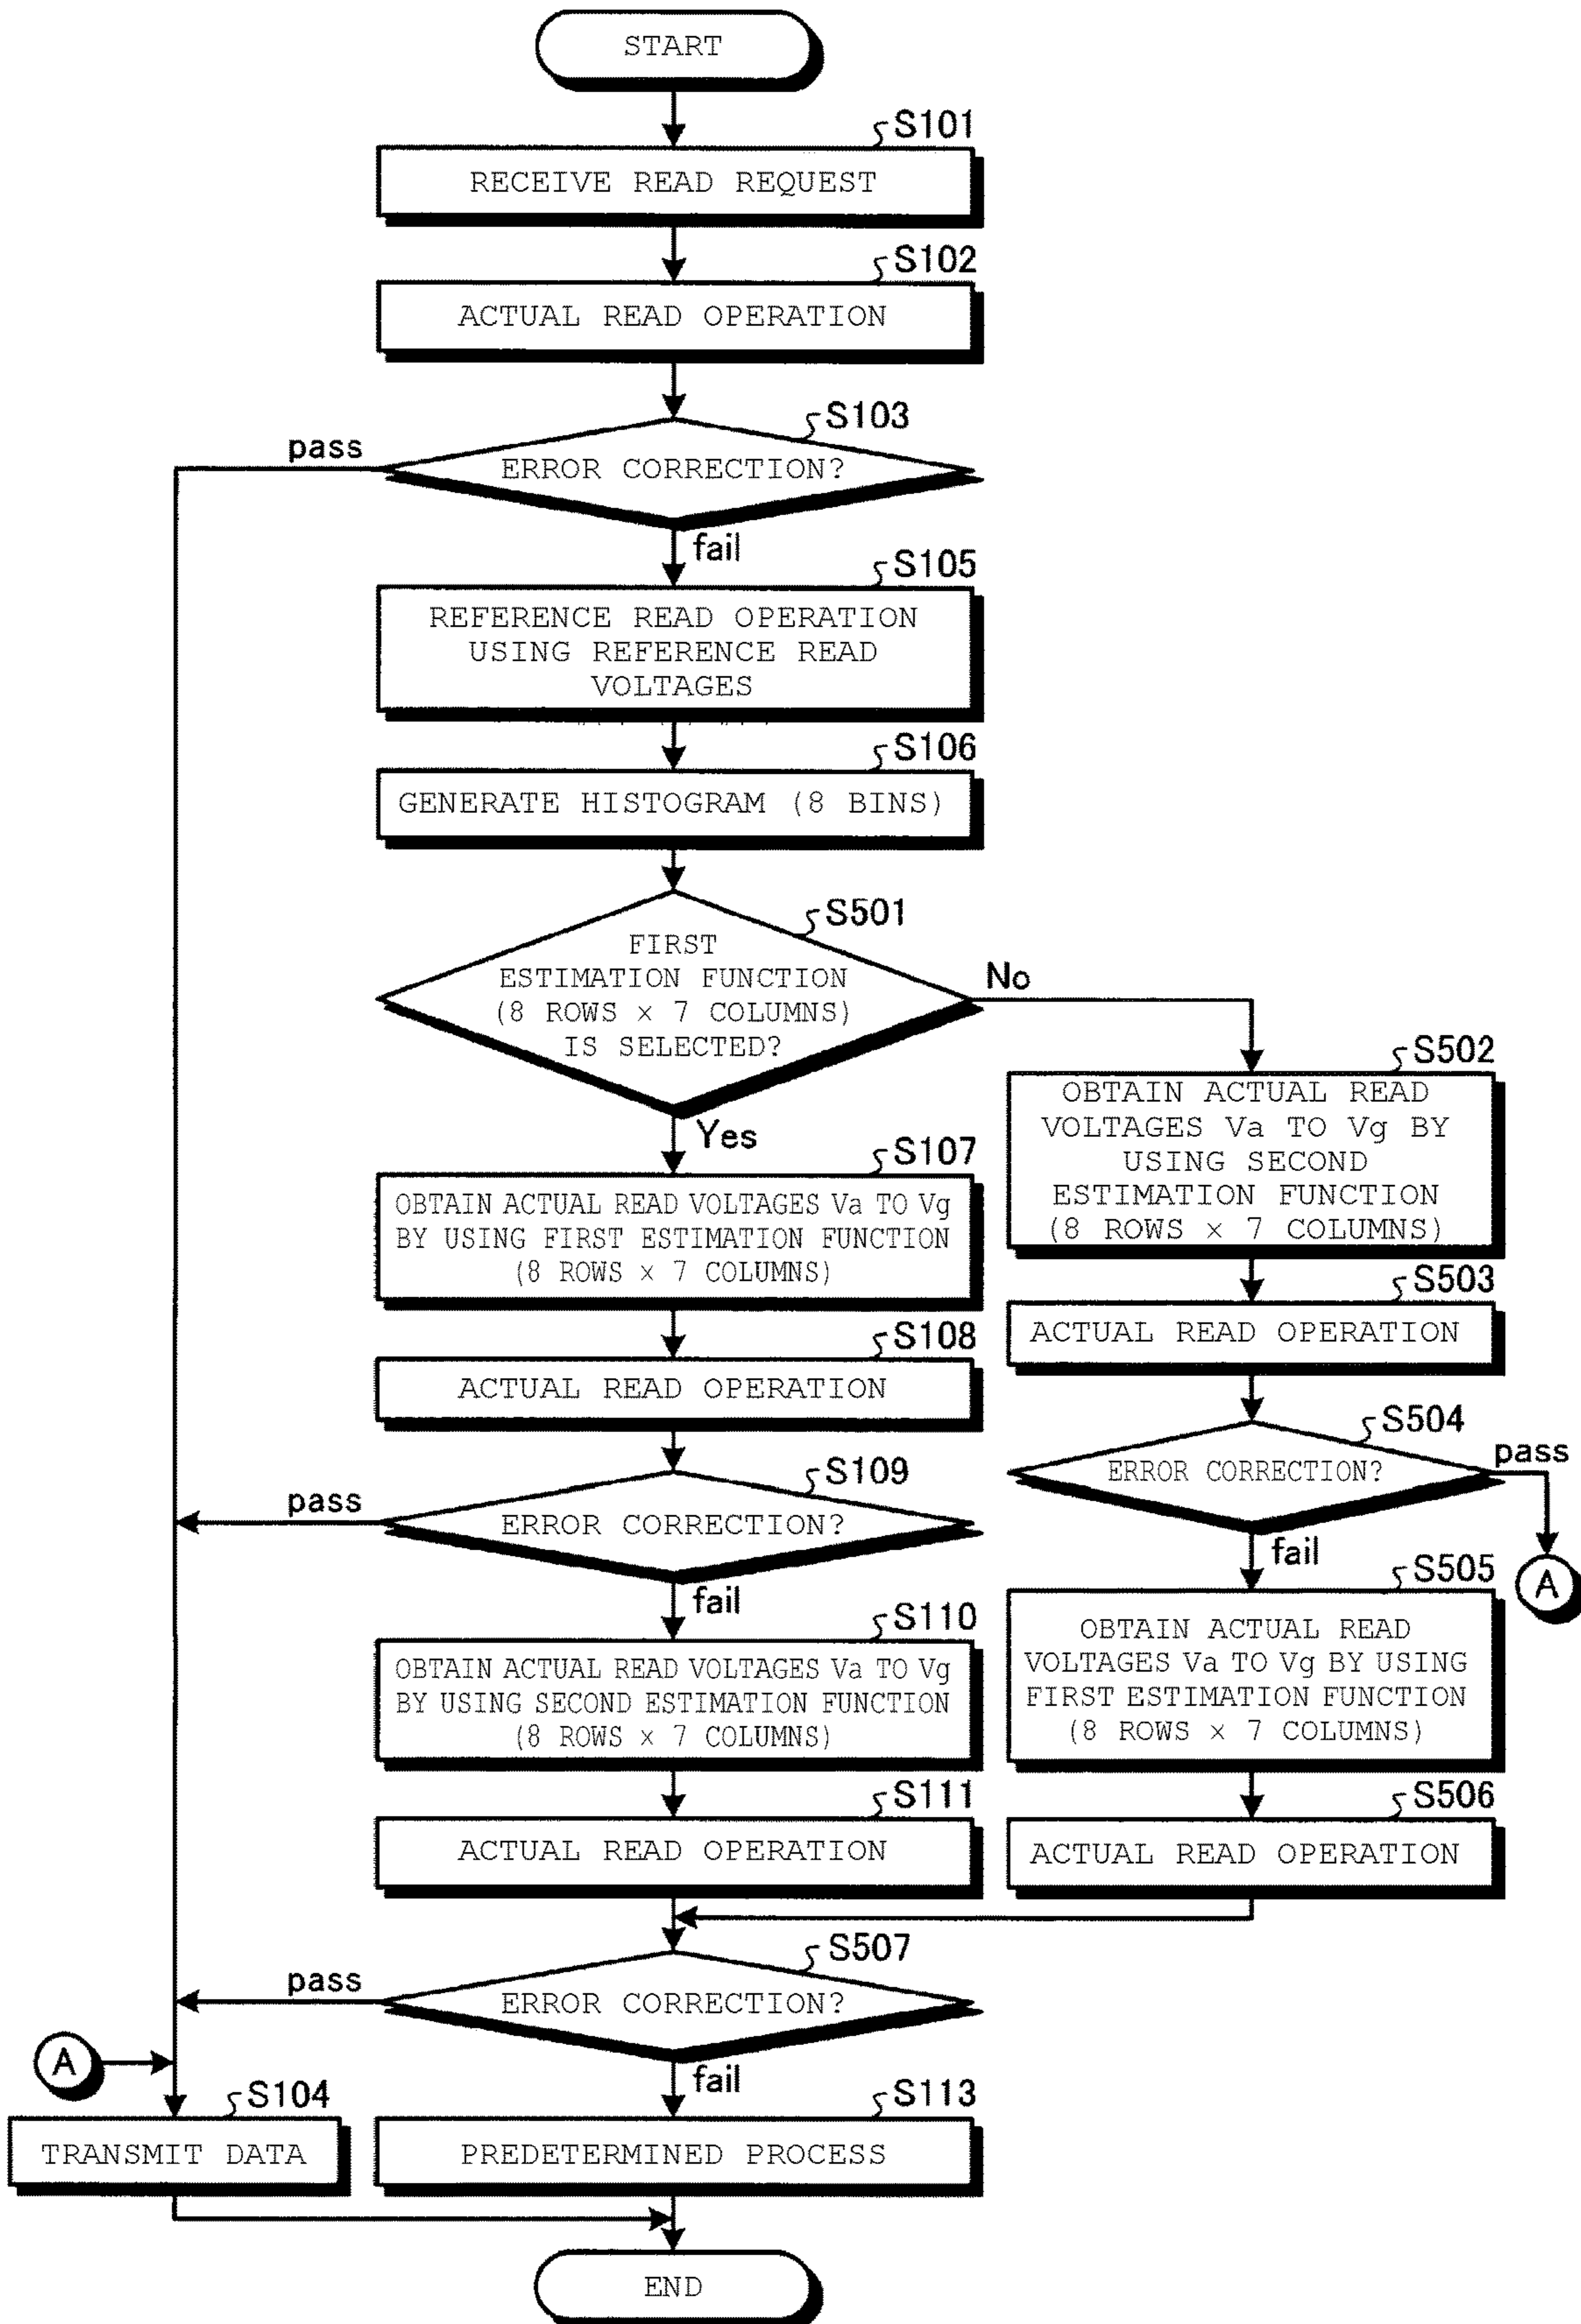 START
S101
RECEIVE READ REQUEST
S102
ACTUAL READ OPERATION
S103
pass
ERROR CORRECTION?
fail
S105
REFERENCE READ OPERATION
USING REFERENCE READ
VOLTAGES
S106
GENERATE HISTOGRAM (8 BINS)
S501
FIRST
ESTIMATION FUNCTION
(8 ROWS × 7 COLUMNS)
IS SELECTED?
No
Yes
S502
OBTAIN ACTUAL READ
VOLTAGES Va TO Vg BY
USING SECOND
ESTIMATION FUNCTION
(8 ROWS × 7 COLUMNS)
S107
OBTAIN ACTUAL READ VOLTAGES Va TO Vg
BY USING FIRST ESTIMATION FUNCTION
(8 ROWS × 7 COLUMNS)
S503
ACTUAL READ OPERATION
S108
ACTUAL READ OPERATION
S504
pass
ERROR CORRECTION?
fail
A
S109
pass
ERROR CORRECTION?
fail
S505
OBTAIN ACTUAL READ
VOLTAGES Va TO Vg BY USING
FIRST ESTIMATION FUNCTION
(8 ROWS × 7 COLUMNS)
S110
OBTAIN ACTUAL READ VOLTAGES Va TO Vg
BY USING SECOND ESTIMATION FUNCTION
(8 ROWS × 7 COLUMNS)
S506
ACTUAL READ OPERATION
S111
ACTUAL READ OPERATION
S507
pass
ERROR CORRECTION?
fail
A
S104
TRANSMIT DATA
S113
PREDETERMINED PROCESS
END